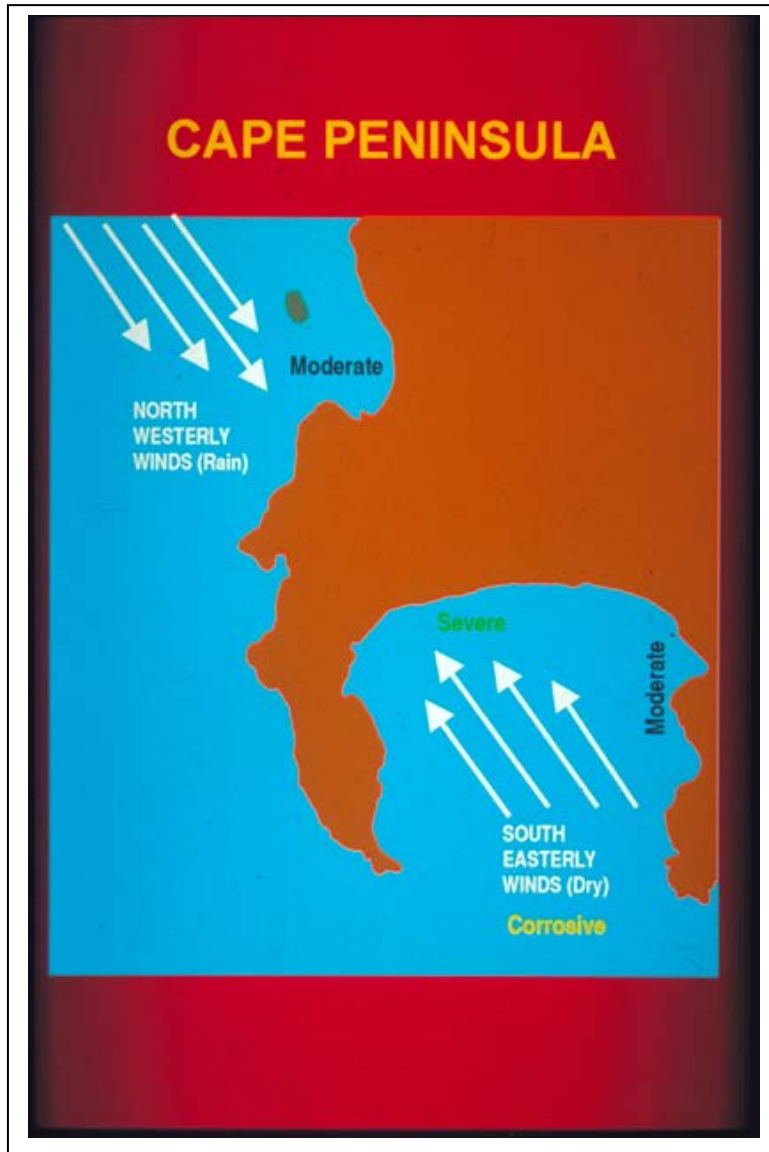 CAPE PENINSULA
Moderate
NORTH
WESTERLY
WINDS (Rain)
Severe
Moderate
SOUTH
EASTERLY
WINDS (Dry)
Corrosive